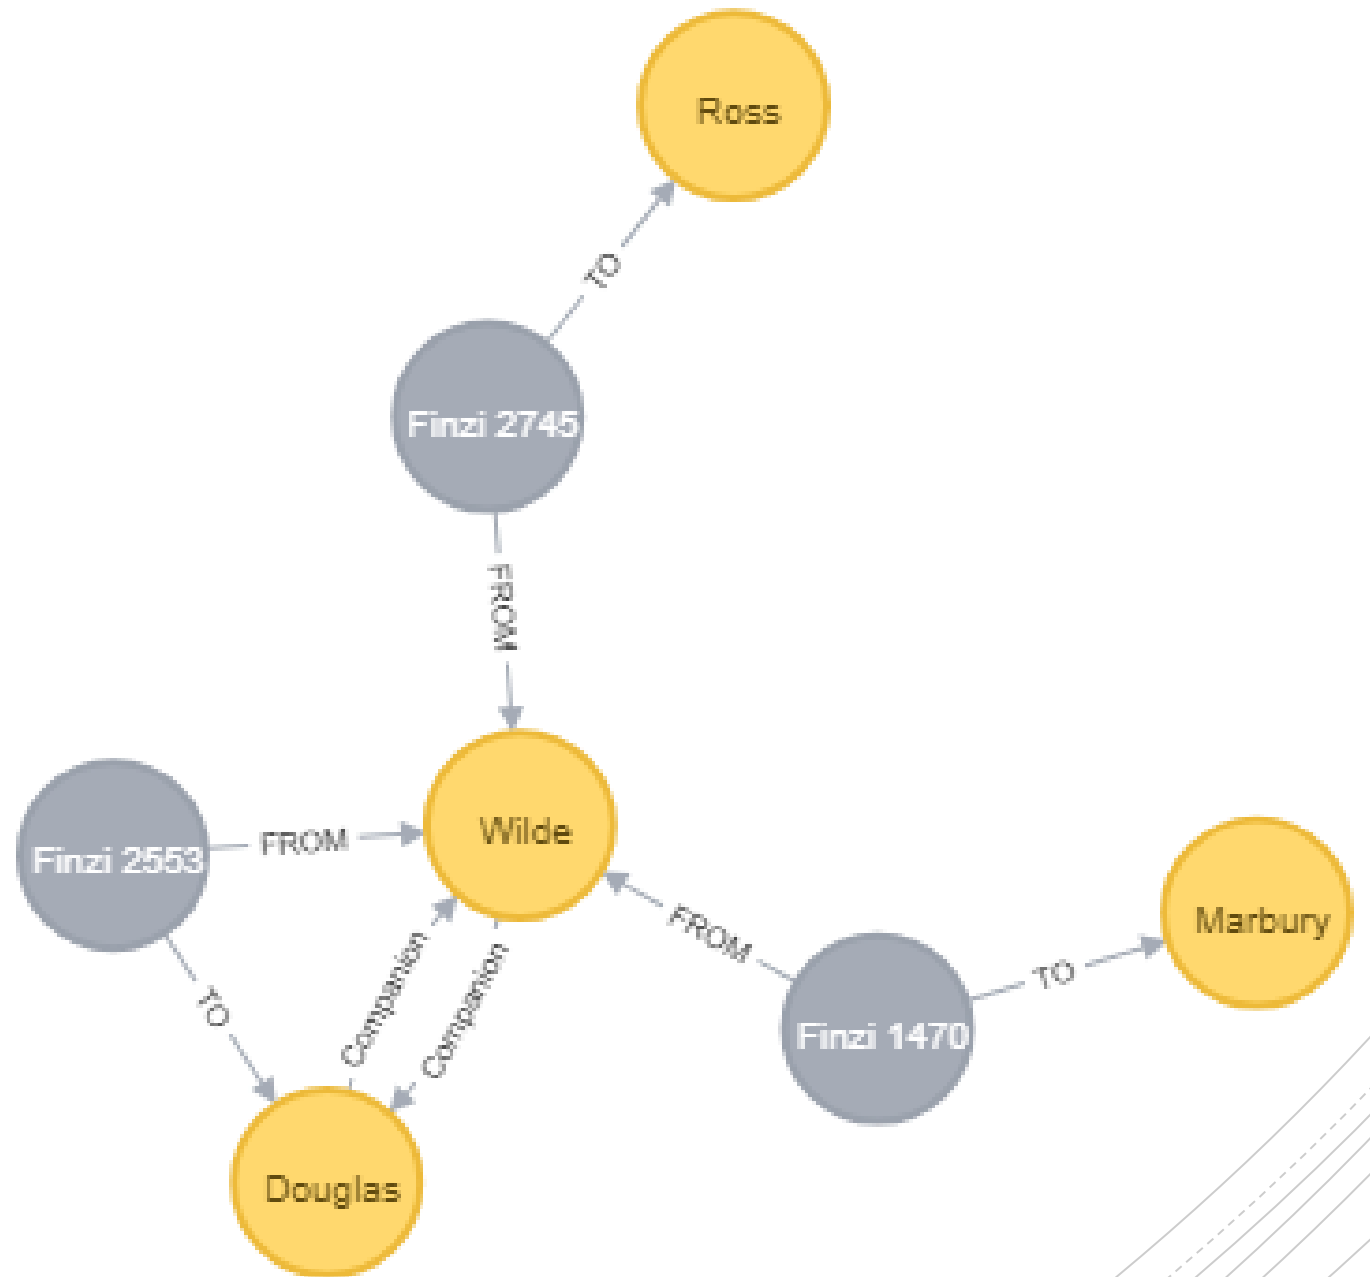 Ross
TO
Finzi 2745
FROM
Wilde
Finzi 2553
FROM
TO
Companion
Companion
Douglas
FROM
Finzi 1470
TO
Marbury